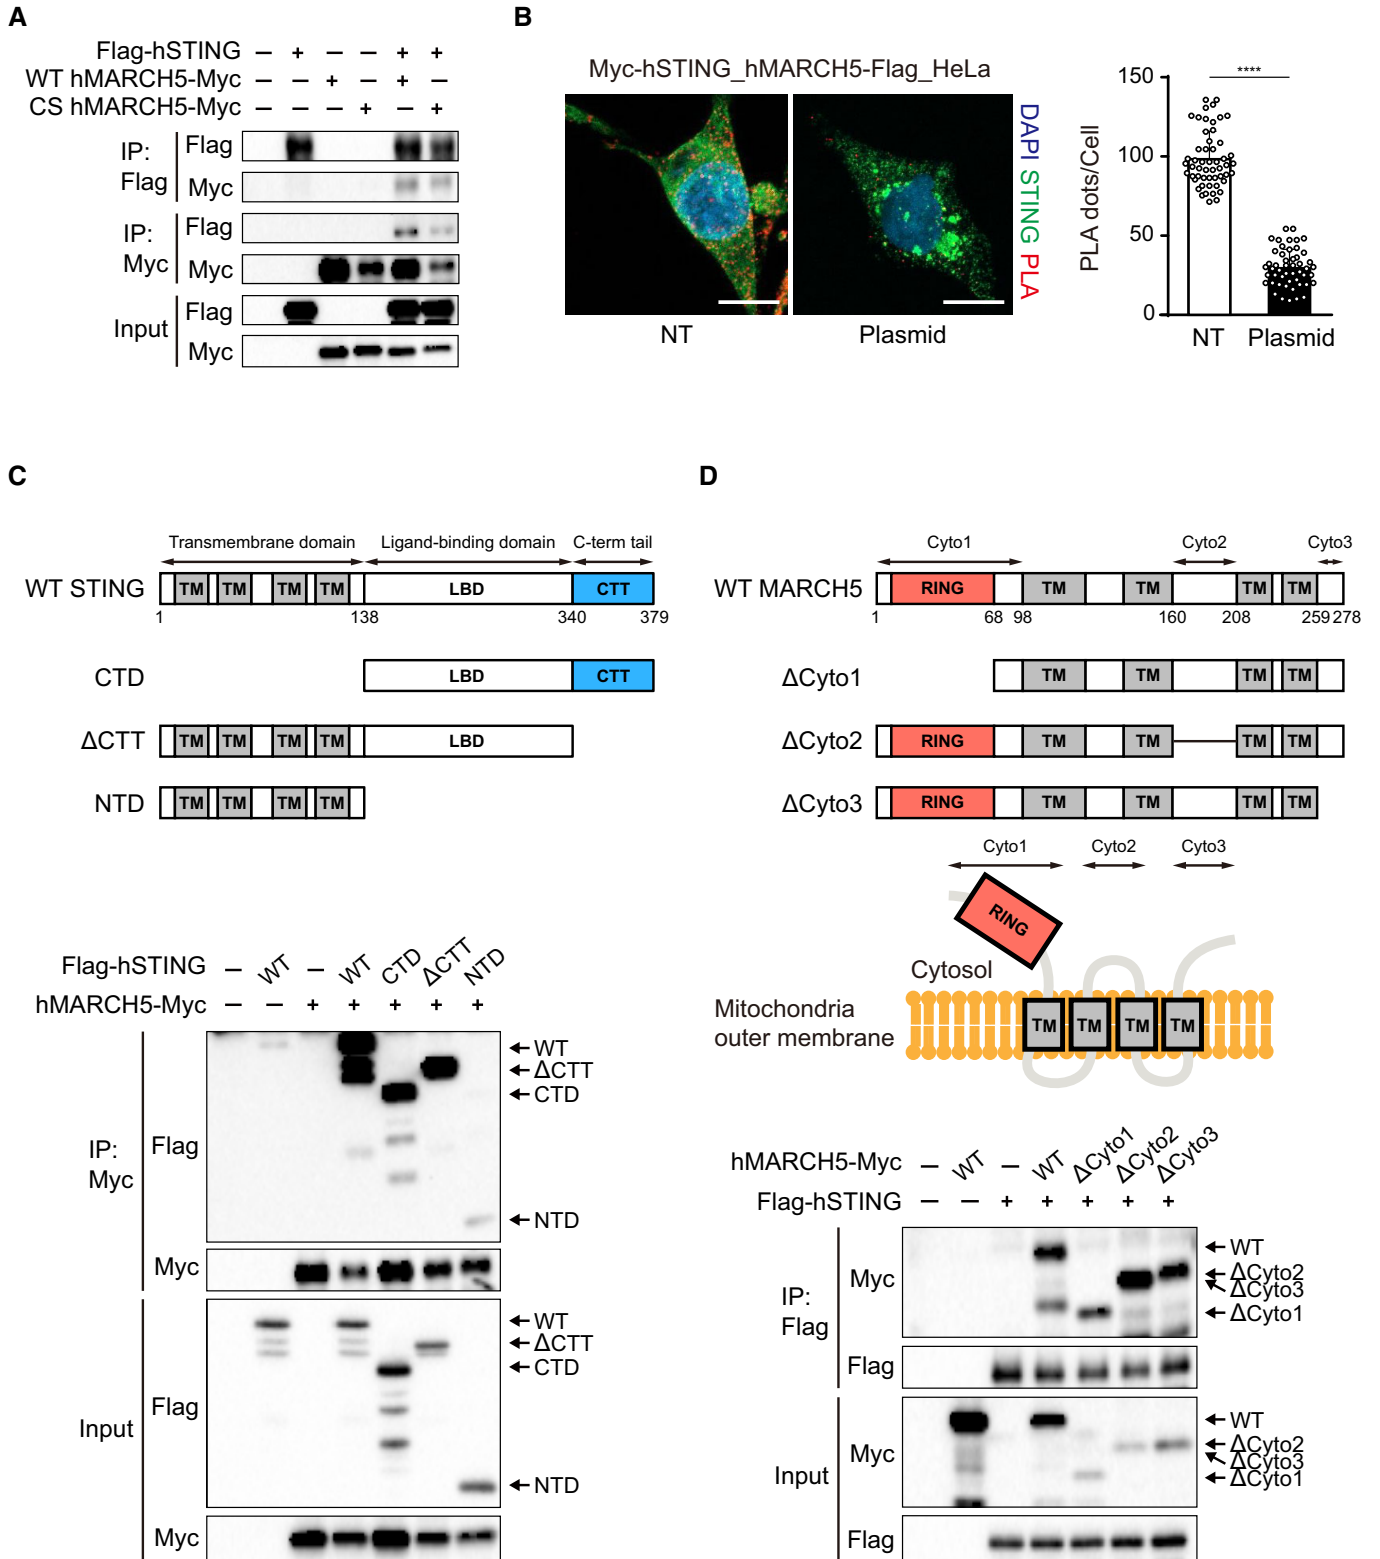 A
Flag-hSTING – + – – + +
WT hMARCH5-Myc – – + – + –
CS hMARCH5-Myc – – – + – +
IP: Flag
Flag
Myc
IP: Myc
Flag
Myc
Input
Flag
Myc
B
Myc-hSTING_hMARCH5-Flag_HeLa
NT
Plasmid
DAPI STING PLA
PLA dots/Cell
150
100
50
0
****
NT Plasmid
C
Transmembrane domain Ligand-binding domain C-term tail
WT STING TM TM TM TM LBD CTT
1 138 340 379
CTD LBD CTT
ΔCTT TM TM TM TM LBD
NTD TM TM TM TM
Flag-hSTING – WT – WT CTD ΔCTT NTD
hMARCH5-Myc – – + + + + +
IP: Myc
Flag
WT
ΔCTT
CTD
NTD
Myc
Input
Flag
WT
ΔCTT
CTD
NTD
Myc
D
Cyto1 Cyto2 Cyto3
WT MARCH5 RING TM TM TM TM
1 68 98 160 208 259 278
ΔCyto1 TM TM TM TM
ΔCyto2 RING TM TM TM TM
ΔCyto3 RING TM TM TM TM
Cyto1 Cyto2 Cyto3
RING
Cytosol
Mitochondria
outer membrane
TM TM TM TM
hMARCH5-Myc – WT – WT ΔCyto1 ΔCyto2 ΔCyto3
Flag-hSTING – – + + + + +
IP: Flag
Myc
WT
ΔCyto2
ΔCyto3
ΔCyto1
Flag
Input
Myc
WT
ΔCyto2
ΔCyto3
ΔCyto1
Flag